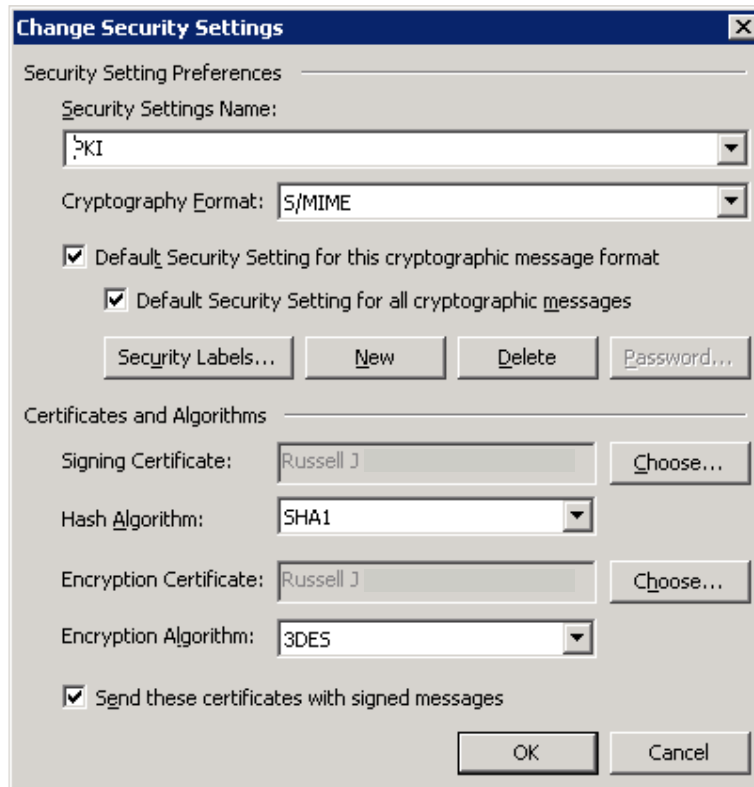 Change Security Settings
Security Setting Preferences
Security Settings Name:
PKI
Cryptography Format: S/MIME
Default Security Setting for this cryptographic message format
Default Security Setting for all cryptographic messages
Security Labels... New Delete Password...
Certificates and Algorithms
Signing Certificate: Russell J Choose...
Hash Algorithm: SHA1
Encryption Certificate: Russell J Choose...
Encryption Algorithm: 3DES
Send these certificates with signed messages
OK Cancel